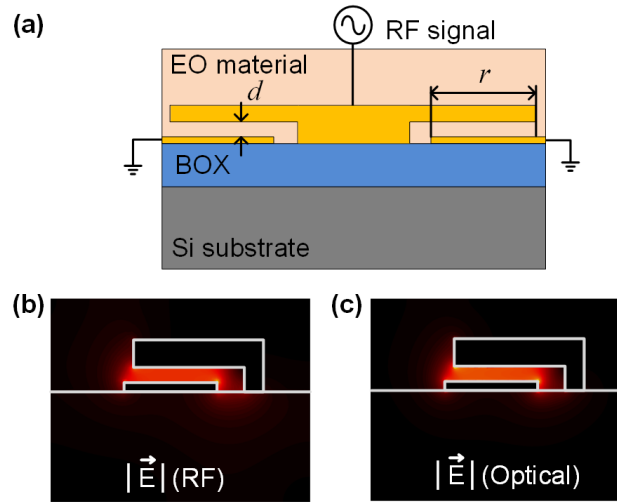 (a)
RF signal
EO material
d
r
BOX
Si substrate
(b)
(c)
|E⃗| (RF)
|E⃗| (Optical)